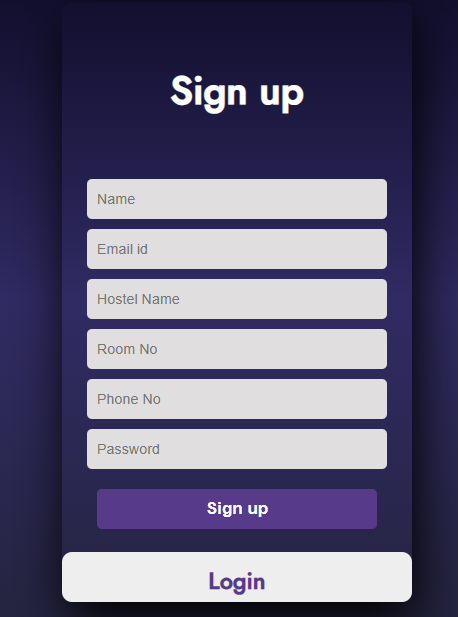 Sign up
Name
Email id
Hostel Name
Room No
Phone No
Password
Sign up
Login